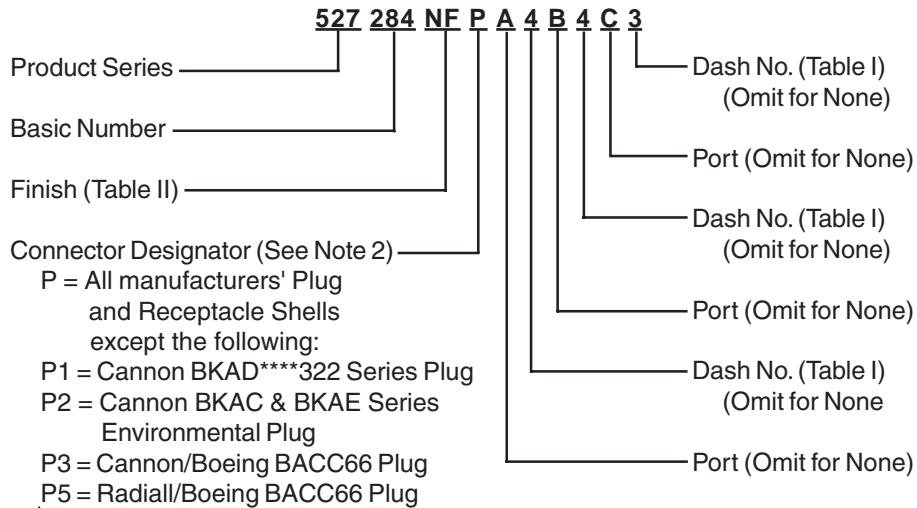 527 284 NF P A 4 B 4 C 3
Product Series
Basic Number
Finish (Table II)
Connector Designator (See Note 2)
P = All manufacturers' Plug
and Receptacle Shells
except the following:
P1 = Cannon BKAD****322 Series Plug
P2 = Cannon BKAC & BKAE Series
Environmental Plug
P3 = Cannon/Boeing BACC66 Plug
P5 = Radiall/Boeing BACC66 Plug
Dash No. (Table I)
(Omit for None)
Port (Omit for None)
Dash No. (Table I)
(Omit for None)
Port (Omit for None)
Dash No. (Table I)
(Omit for None
Port (Omit for None)